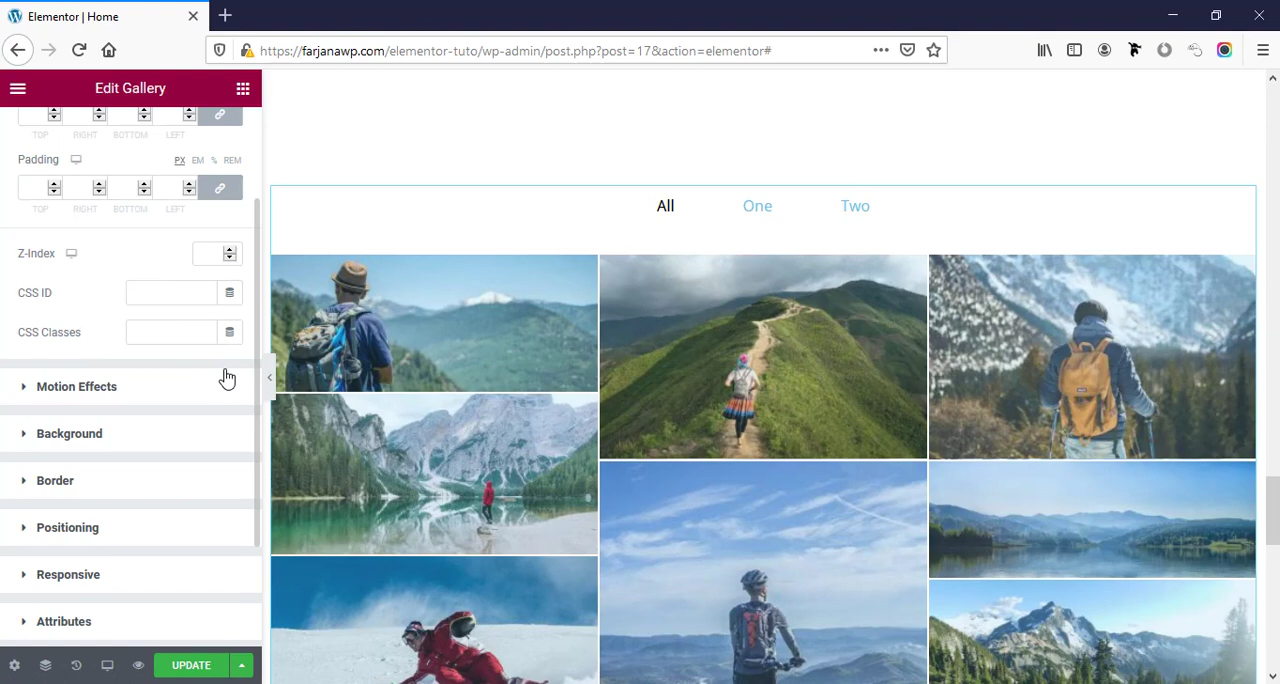 Elementor | Home
https://farjanawp.com/elementor-tuto/wp-admin/post.php?post=17&action=elementor#
Edit Gallery
TOP RIGHT BOTTOM LEFT
Padding PX EM % REM
TOP RIGHT BOTTOM LEFT
Z-Index
CSS ID
CSS Classes
Motion Effects
Background
Border
Positioning
Responsive
Attributes
UPDATE
All One Two